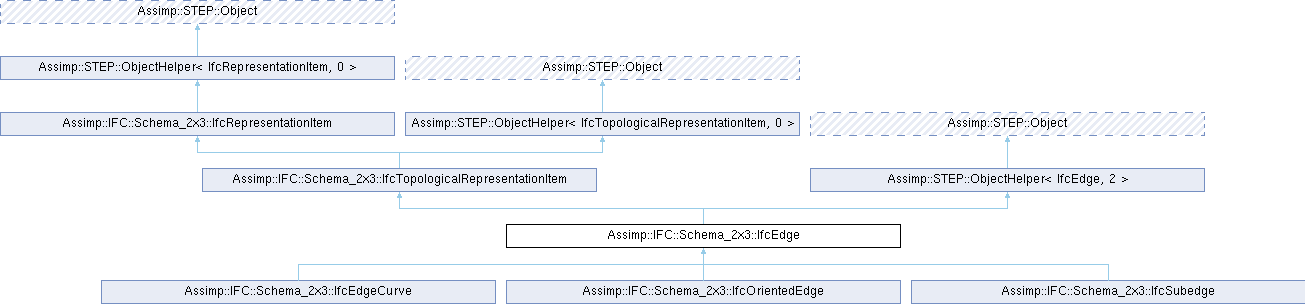 Assimp::STEP::Object
Assimp::STEP::ObjectHelper< IfcRepresentationItem, 0 >
Assimp::STEP::Object
Assimp::IFC::Schema_2x3::IfcRepresentationItem
Assimp::STEP::ObjectHelper< IfcTopologicalRepresentationItem, 0 >
Assimp::STEP::Object
Assimp::IFC::Schema_2x3::IfcTopologicalRepresentationItem
Assimp::STEP::ObjectHelper< IfcEdge, 2 >
Assimp::IFC::Schema_2x3::IfcEdge
Assimp::IFC::Schema_2x3::IfcEdgeCurve
Assimp::IFC::Schema_2x3::IfcOrientedEdge
Assimp::IFC::Schema_2x3::IfcSubedge